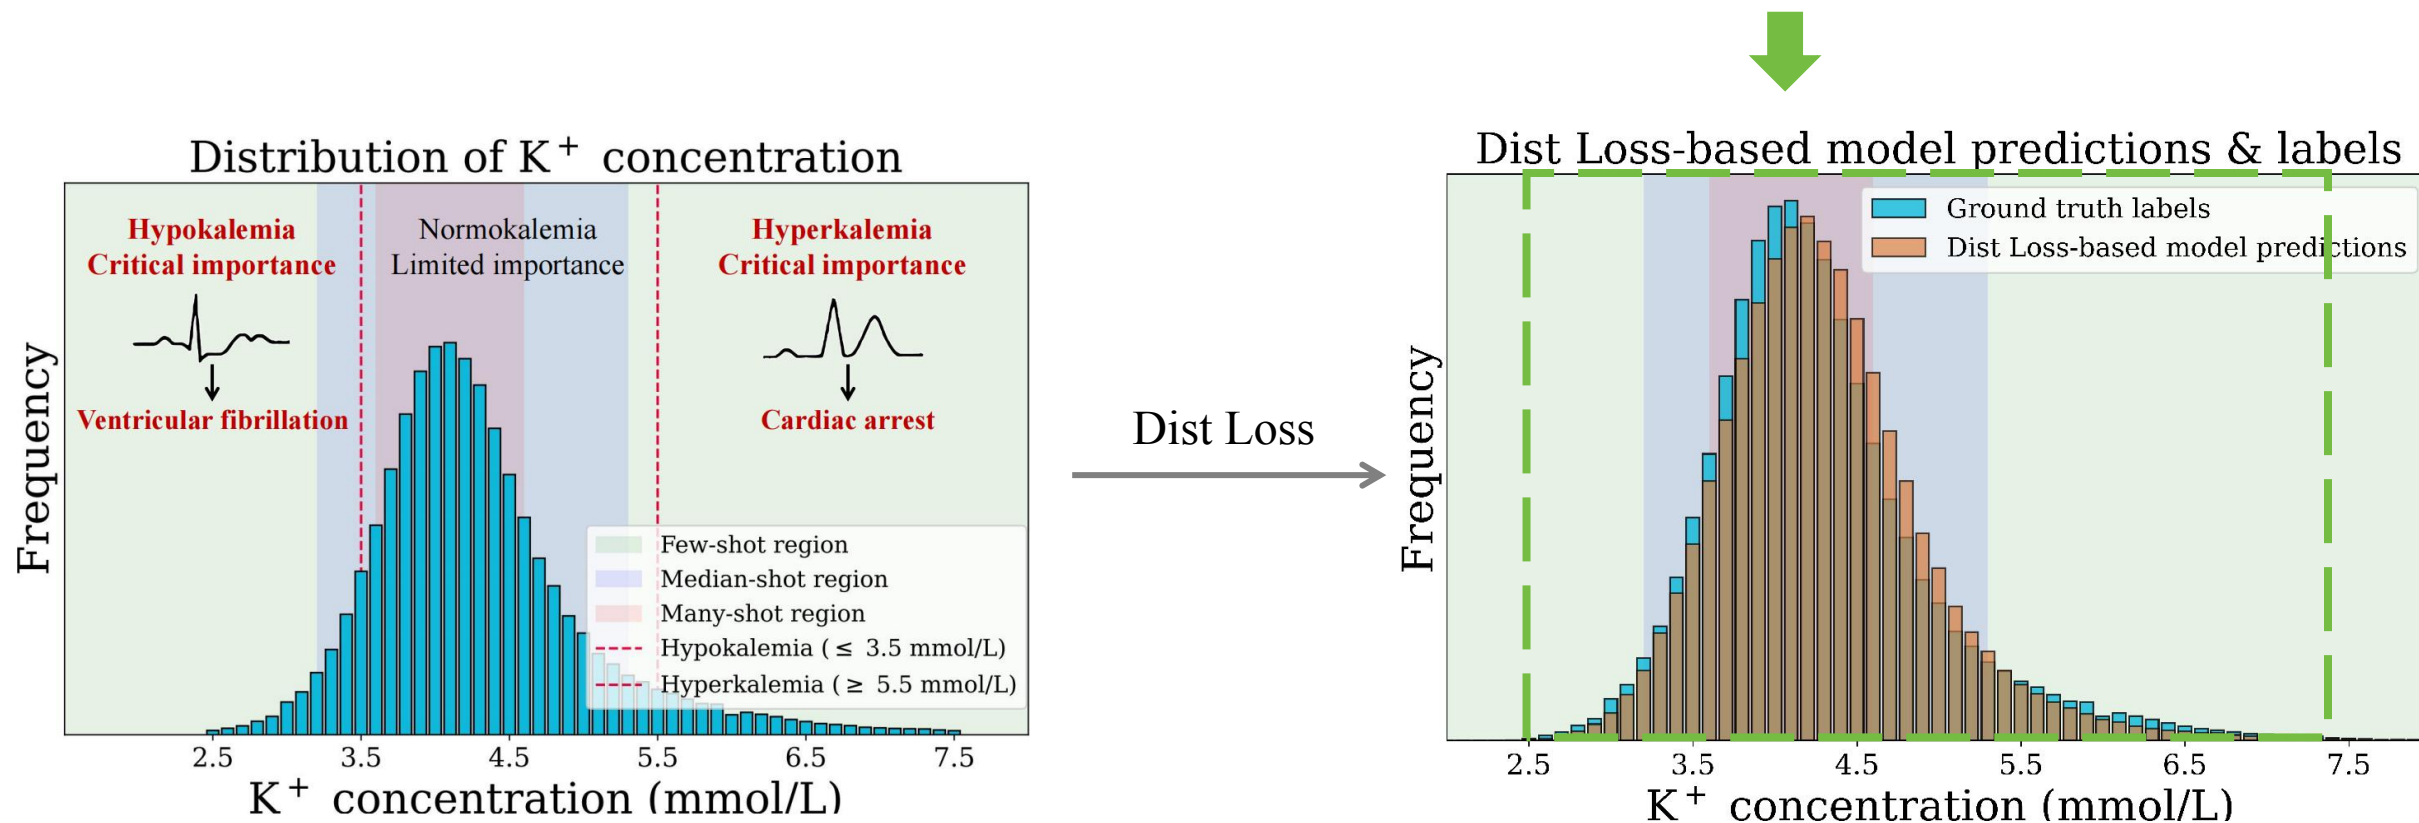 Distribution of K⁺ concentration
Hypokalemia
Critical importance
Normokalemia
Limited importance
Hyperkalemia
Critical importance
Ventricular fibrillation
Cardiac arrest
Frequency
Few-shot region
Median-shot region
Many-shot region
Hypokalemia (≤ 3.5 mmol/L)
Hyperkalemia (≥ 5.5 mmol/L)
2.5 3.5 4.5 5.5 6.5 7.5
K⁺ concentration (mmol/L)
Dist Loss
Dist Loss-based model predictions & labels
Ground truth labels
Dist Loss-based model predictions
Frequency
2.5 3.5 4.5 5.5 6.5 7.5
K⁺ concentration (mmol/L)